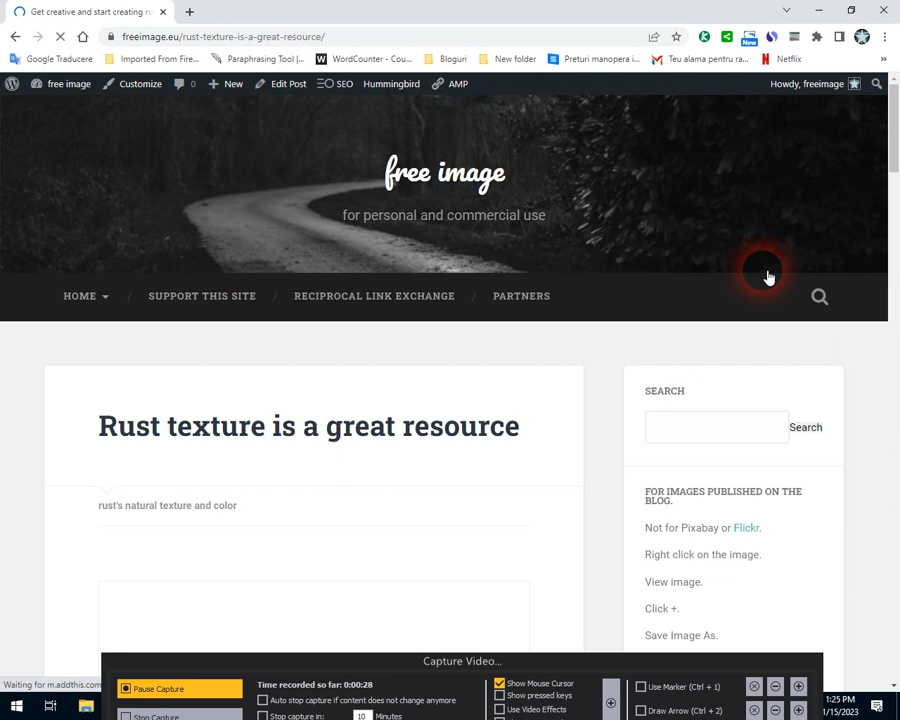 Get creative and start creating ru
freeimage.eu/rust-texture-is-a-great-resource/
Google Traducere
Imported From Fire...
Paraphrasing Tool |...
WordCounter - Cou...
Bloguri
New folder
Preturi manopera i...
Teu alama pentru ra...
Netflix
New
free image
Customize
0
New
Edit Post
SEO
Hummingbird
AMP
Howdy, freeimage
free image
for personal and commercial use
HOME
/
SUPPORT THIS SITE
/
RECIPROCAL LINK EXCHANGE
/
PARTNERS
Rust texture is a great resource
rust's natural texture and color
SEARCH
Search
FOR IMAGES PUBLISHED ON THE
BLOG.
Not for Pixabay or Flickr.
Right click on the image.
View image.
Click +.
Save Image As.
Waiting for m.addthis.com
Capture Video...
Pause Capture
Stop Capture
Time recorded so far: 0:00:28
Auto stop capture if content does not change anymore
Stop capture in:
10
Minutes
Show Mouse Cursor
Show pressed keys
Use Video Effects
Use Marker (Ctrl + 1)
Draw Arrow (Ctrl + 2)
1:25 PM
1/15/2023